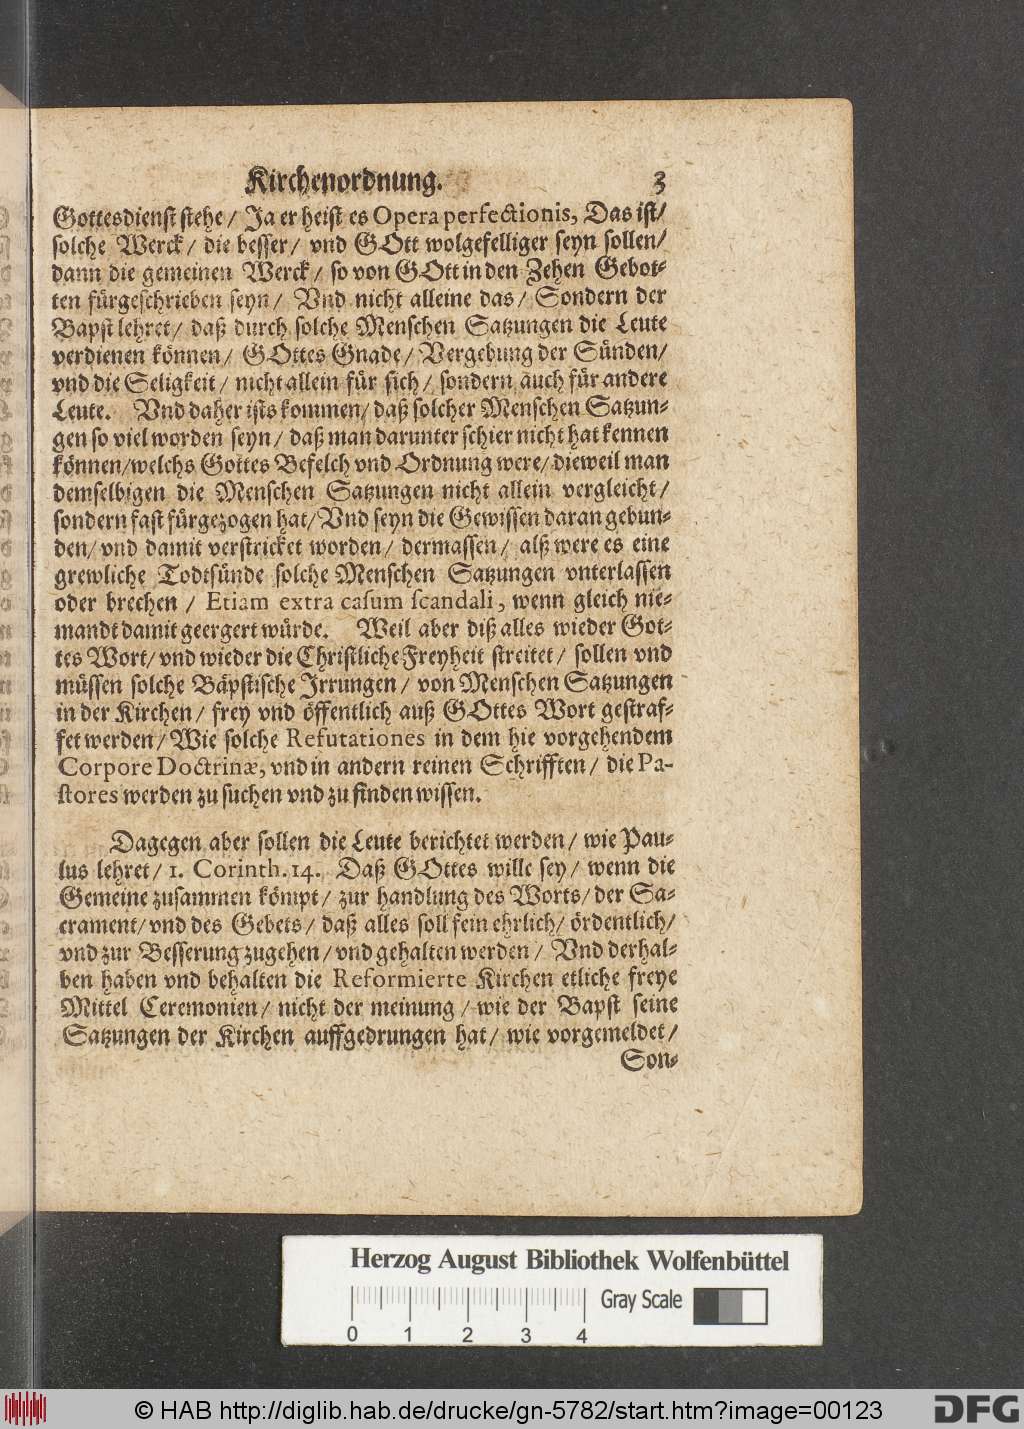 Kirchenordnung. 3
Gottesdienst stehe / Ja er heist es Opera perfectionis, Das ist/
solche Werck / die besser / vnd GOtt wolgefelliger seyn sollen/
dann die gemeinen Werck / so von GOtt in den Zehen Gebot-
ten fürgeschrieben seyn / Vnd nicht alleine das / Sondern der
Bapst lehret / daß durch solche Menschen Satzungen die Leute
verdienen können / GOttes Gnade / Vergebung der Sünden/
vnd die Seligkeit / nicht allein für sich / sondern auch für andere
Leute. Vnd daher ists kommen / daß solcher Menschen Satzun-
gen so viel worden seyn / daß man darunter schier nicht hat kennen
können/welchs Gottes Befelch vnd Ordnung were/ dieweil man
demselbigen die Menschen Satzungen nicht allein vergleicht/
sondern fast fürgezogen hat/ Vnd seyn die Gewissen daran gebun-
den/ vnd damit verstricket worden / dermassen / alß were es eine
grewliche Todtsünde solche Menschen Satzungen vnterlassen
oder brechen / Etiam extra casum scandali, wenn gleich nie-
mandt damit geergert würde. Weil aber diß alles wieder Got-
tes Wort/ vnd wieder die Christliche Freyheit streitet / sollen vnd
müssen solche Bäpstische Irrungen / von Menschen Satzungen
in der Kirchen / frey vnd öffentlich auß GOttes Wort gestraf-
fet werden / Wie solche Refutationes in dem hie vorgehendem
Corpore Doctrinæ, vnd in andern reinen Schrifften / die Pa-
stores werden zu suchen vnd zu finden wissen.
Dagegen aber sollen die Leute berichtet werden / wie Pau-
lus lehret / 1. Corinth. 14. Daß GOttes wille sey / wenn die
Gemeine zusammen kömpt / zur handlung des Worts/ der Sa-
crament/ vnd des Gebets / daß alles soll fein ehrlich/ ördentlich/
vnd zur Besserung zugehen / vnd gehalten werden / Vnd derhal-
ben haben vnd behalten die Reformierte Kirchen etliche freye
Mittel Ceremonien / nicht der meinung / wie der Bapst seine
Satzungen der Kirchen auffgedrungen hat / wie vorgemeldet /
Son-
Herzog August Bibliothek Wolfenbüttel
Gray Scale
0 1 2 3 4
© HAB http://diglib.hab.de/drucke/gn-5782/start.htm?image=00123
DFG